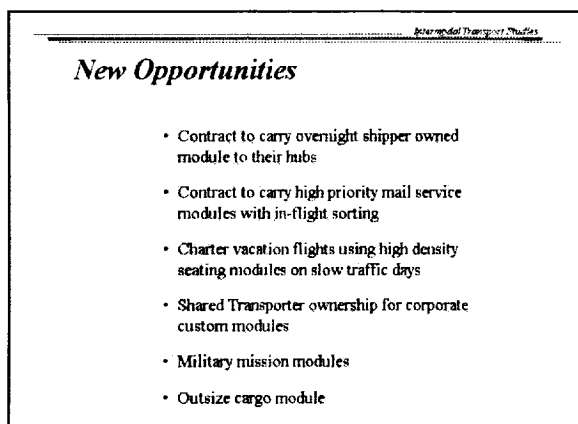 Intermodal Transport Studies
New Opportunities
• Contract to carry overnight shipper owned
module to their hubs
• Contract to carry high priority mail service
modules with in-flight sorting
• Charter vacation flights using high density
seating modules on slow traffic days
• Shared Transporter ownership for corporate
custom modules
• Military mission modules
• Outsize cargo module